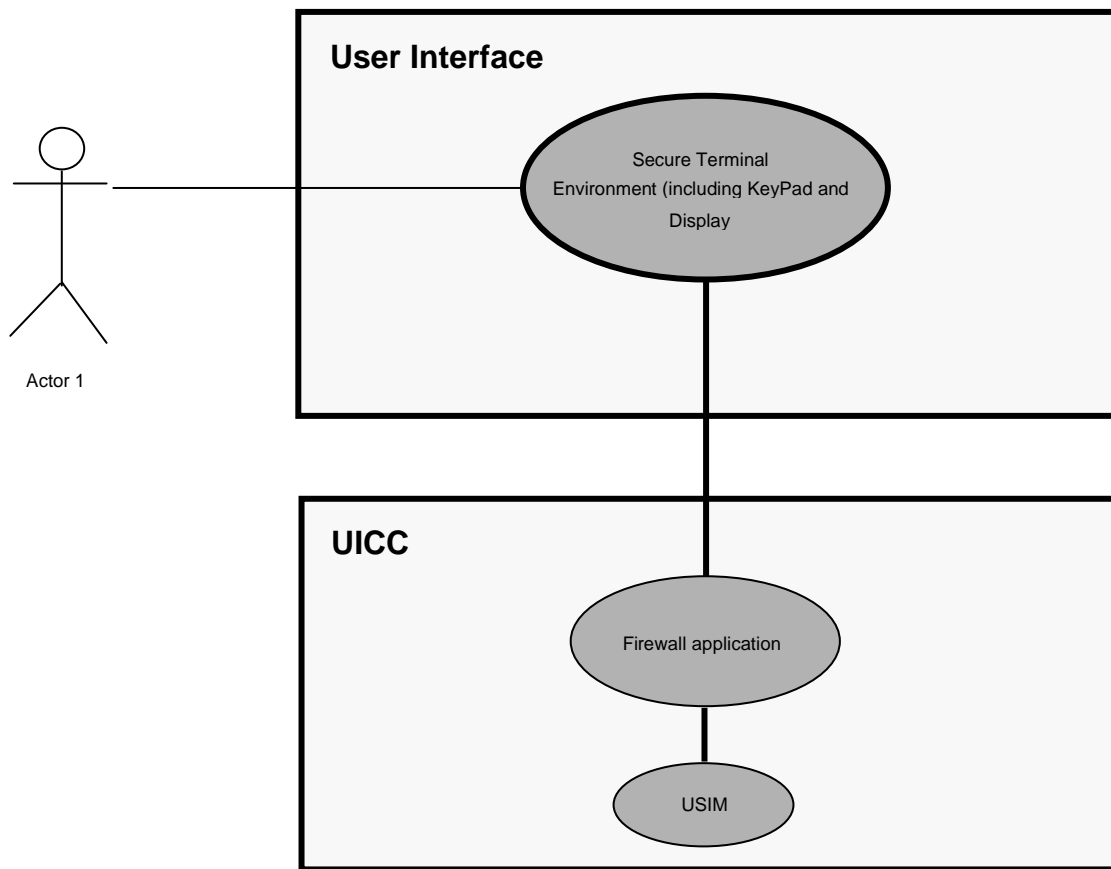 User Interface
Secure Terminal
Environment (including KeyPad and
Display
Actor 1
UICC
Firewall application
USIM